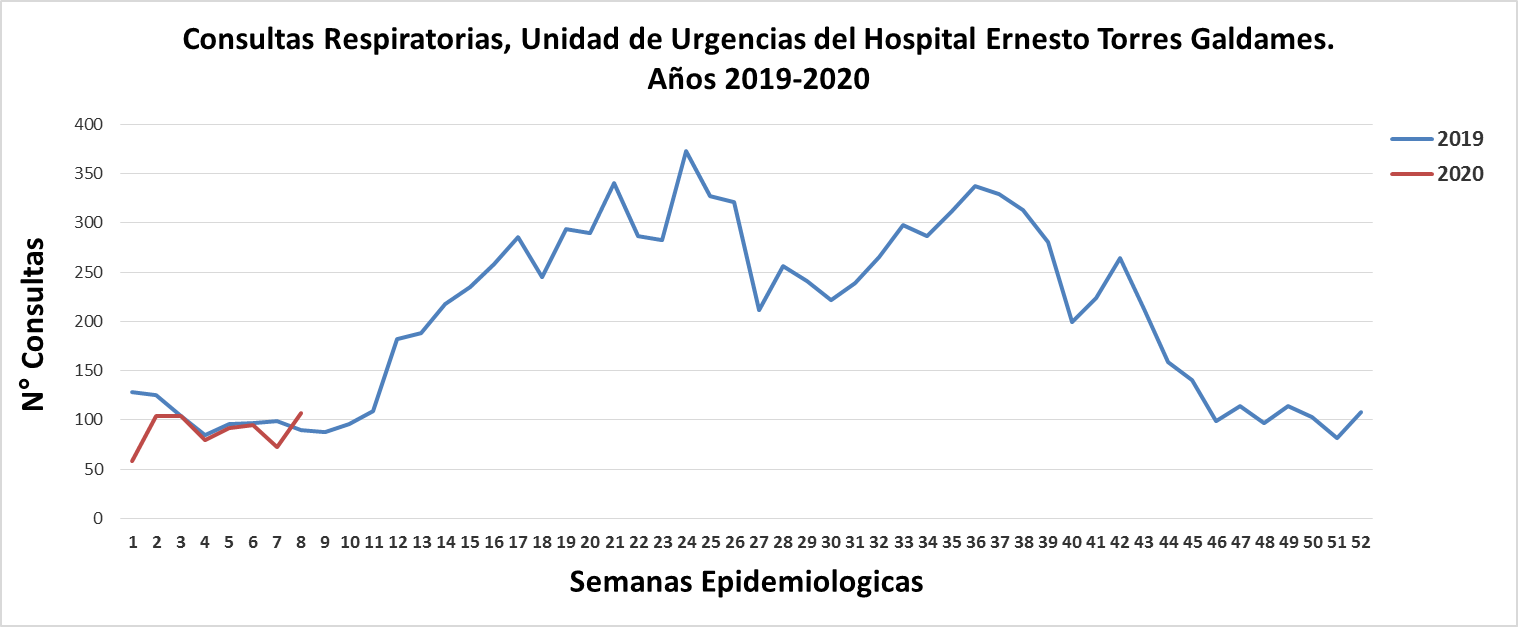 Consultas Respiratorias, Unidad de Urgencias del Hospital Ernesto Torres Galdames.
Años 2019-2020
400
350
300
250
200
150
100
50
0
N° Consultas
2019
2020
1 2 3 4 5 6 7 8 9 10 11 12 13 14 15 16 17 18 19 20 21 22 23 24 25 26 27 28 29 30 31 32 33 34 35 36 37 38 39 40 41 42 43 44 45 46 47 48 49 50 51 52
Semanas Epidemiologicas